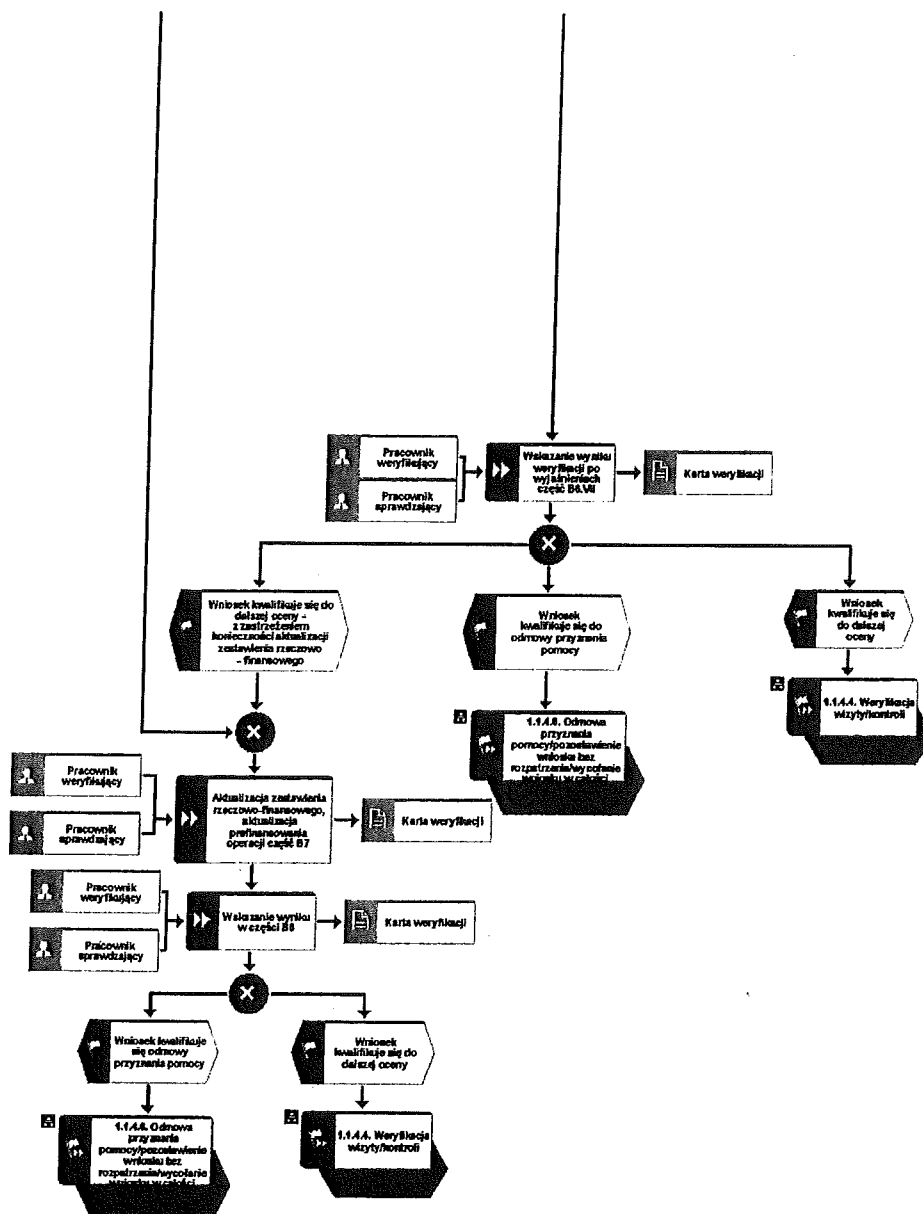 Pracownik
weryfikujący
Pracownik
sprawdzający
Wskazanie wyniku
weryfikacji po
wyjaśnieniach
część B6.VII
Karta weryfikacji
Wniosek kwalifikuje się do
dalszej oceny -
z zastrzeżeniem
konieczności aktualizacji
zestawienia rzeczowo
- finansowego
Wniosek
kwalifikuje się do
odmowy przyznania
pomocy
Wniosek
kwalifikuje się
do dalszej
oceny
1.1.4.6. Odmowa
przyznania
pomocy/pozostawienie
wniosku bez
rozpatrzenia/wycofanie
wniosku w całości
1.1.4.4. Weryfikacja
wizyty/kontroli
Pracownik
weryfikujący
Pracownik
sprawdzający
Aktualizacja zestawienia
rzeczowo-finansowego,
aktualizacja
prefinansowania
operacji część B7
Karta weryfikacji
Pracownik
weryfikujący
Pracownik
sprawdzający
Wskazanie wyniku
w części B8
Karta weryfikacji
Wniosek kwalifikuje
się odmowy
przyznania pomocy
Wniosek
kwalifikuje się do
dalszej oceny
1.1.4.6. Odmowa
przyznania
pomocy/pozostawienie
wniosku bez
rozpatrzenia/wycofanie
wniosku w całości
1.1.4.4. Weryfikacja
wizyty/kontroli